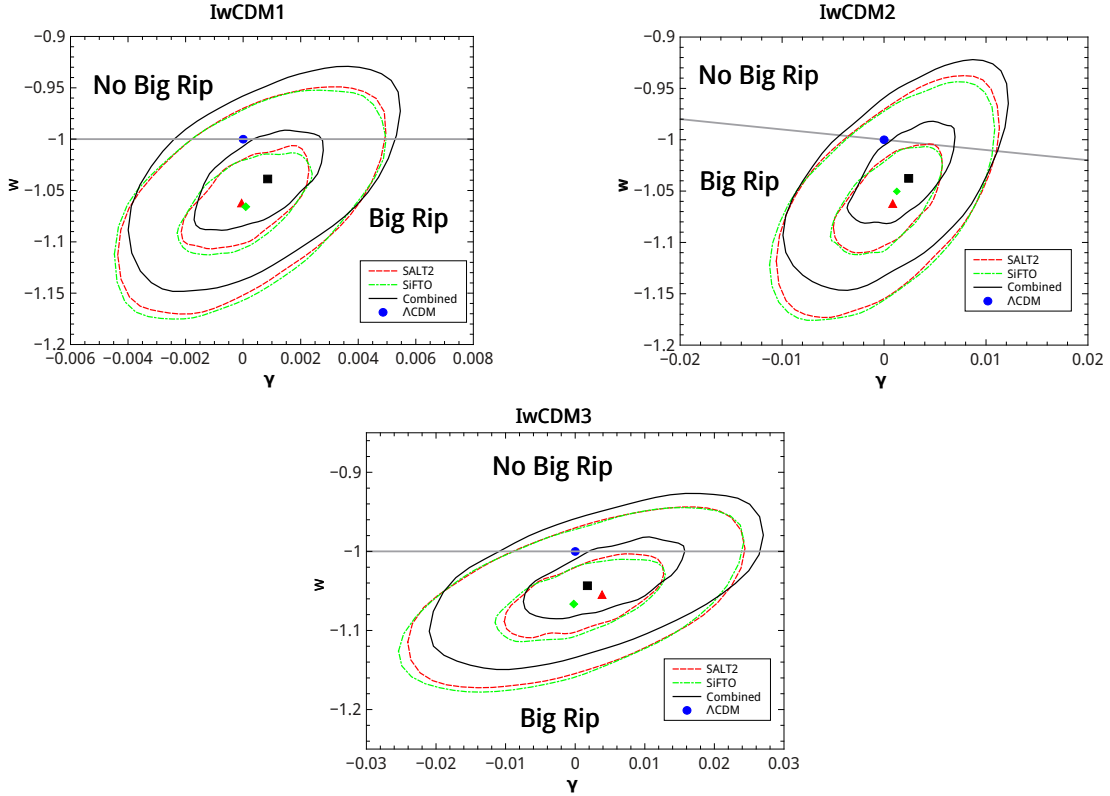 IwCDM1
−0.9
−0.95
−1
−1.05
−1.1
−1.15
−1.2
w
No Big Rip
Big Rip
SALT2
SiFTO
Combined
ΛCDM
−0.006 −0.004 −0.002 0 0.002 0.004 0.006 0.008
γ
IwCDM2
−0.9
−0.95
−1
−1.05
−1.1
−1.15
−1.2
w
No Big Rip
Big Rip
SALT2
SiFTO
Combined
ΛCDM
−0.02 −0.01 0 0.01 0.02
γ
IwCDM3
−0.9
−1
−1.1
−1.2
w
No Big Rip
Big Rip
SALT2
SiFTO
Combined
ΛCDM
−0.03 −0.02 −0.01 0 0.01 0.02 0.03
γ